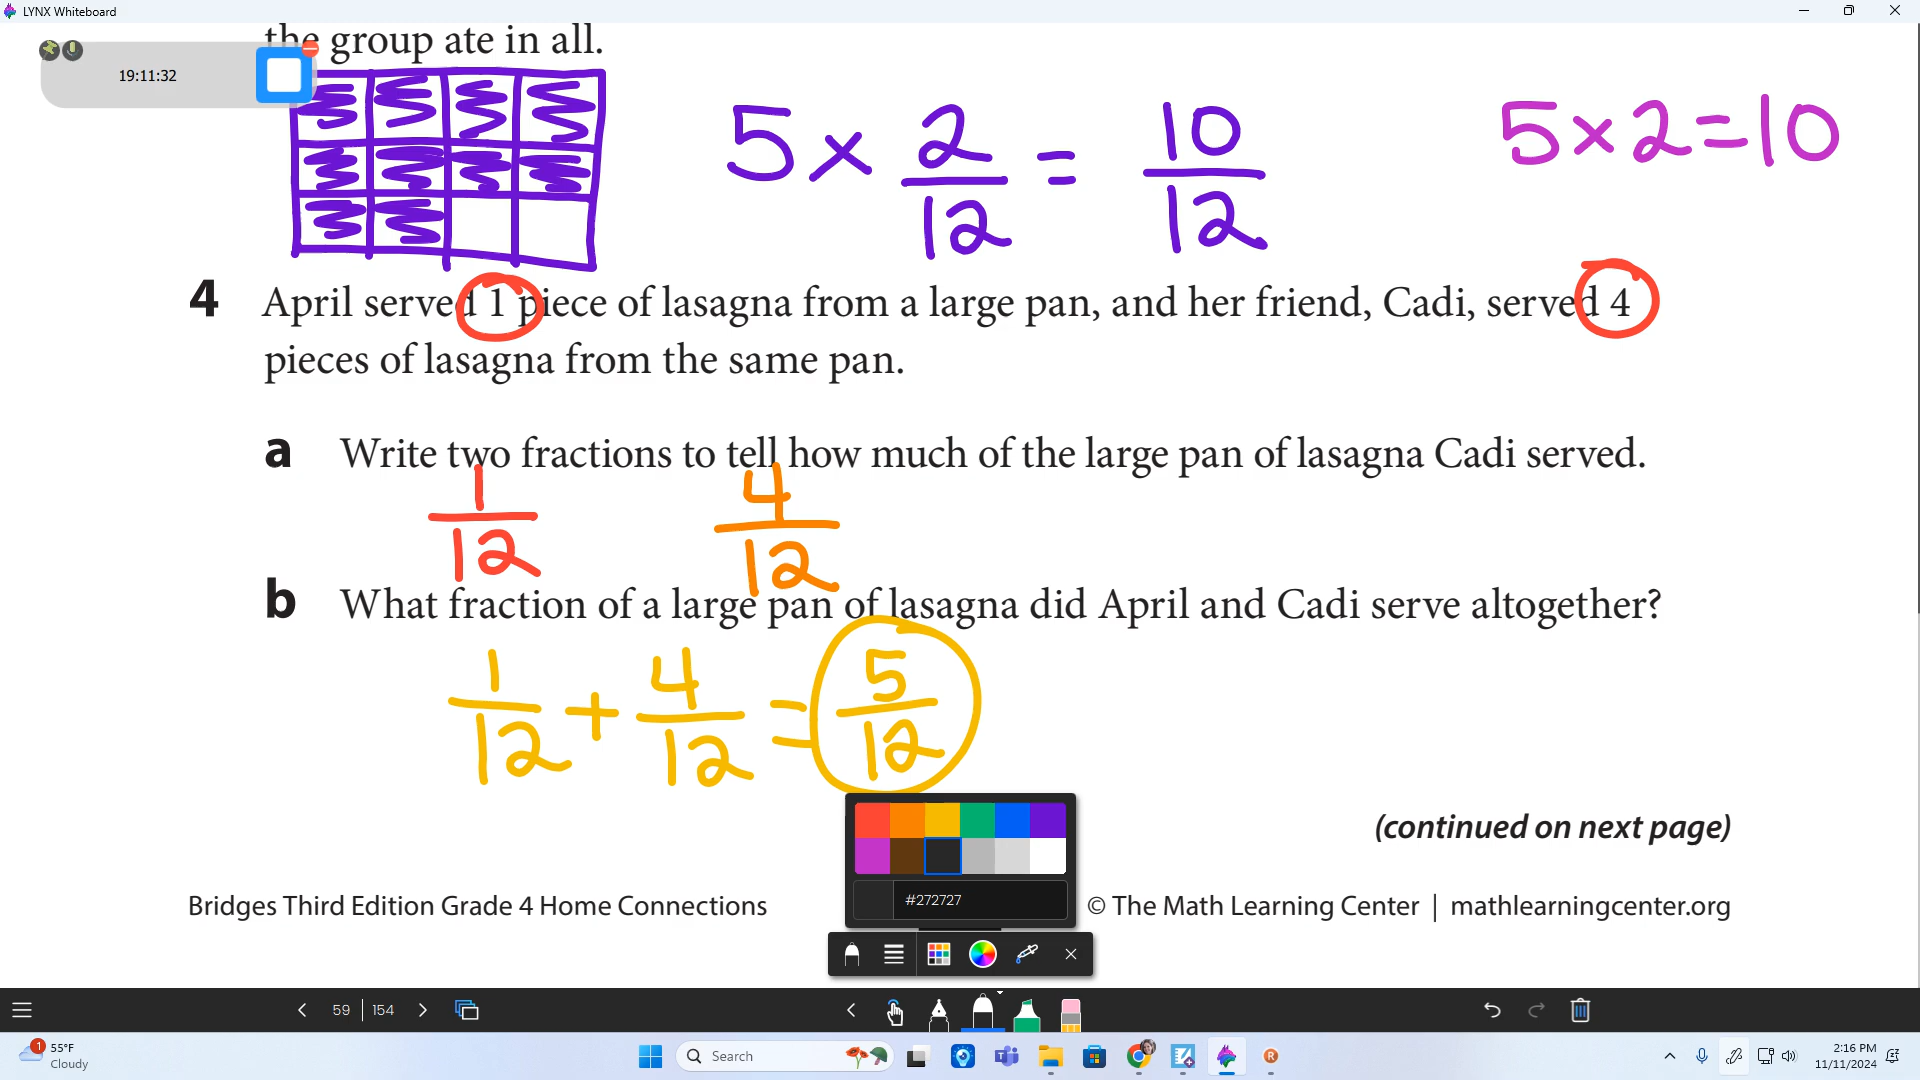 LYNX Whiteboard
the group ate in all.
19:11:32
5 × 2/12 = 10/12
5 × 2 = 10
4 April served 1 piece of lasagna from a large pan, and her friend, Cadi, served 4
pieces of lasagna from the same pan.
a Write two fractions to tell how much of the large pan of lasagna Cadi served.
1/12 4/12
b What fraction of a large pan of lasagna did April and Cadi serve altogether?
1/12 + 4/12 = 5/12
(continued on next page)
#272727
Bridges Third Edition Grade 4 Home Connections
© The Math Learning Center | mathlearningcenter.org
59 | 154
1
55°F
Cloudy
Search
R
2:16 PM
11/11/2024